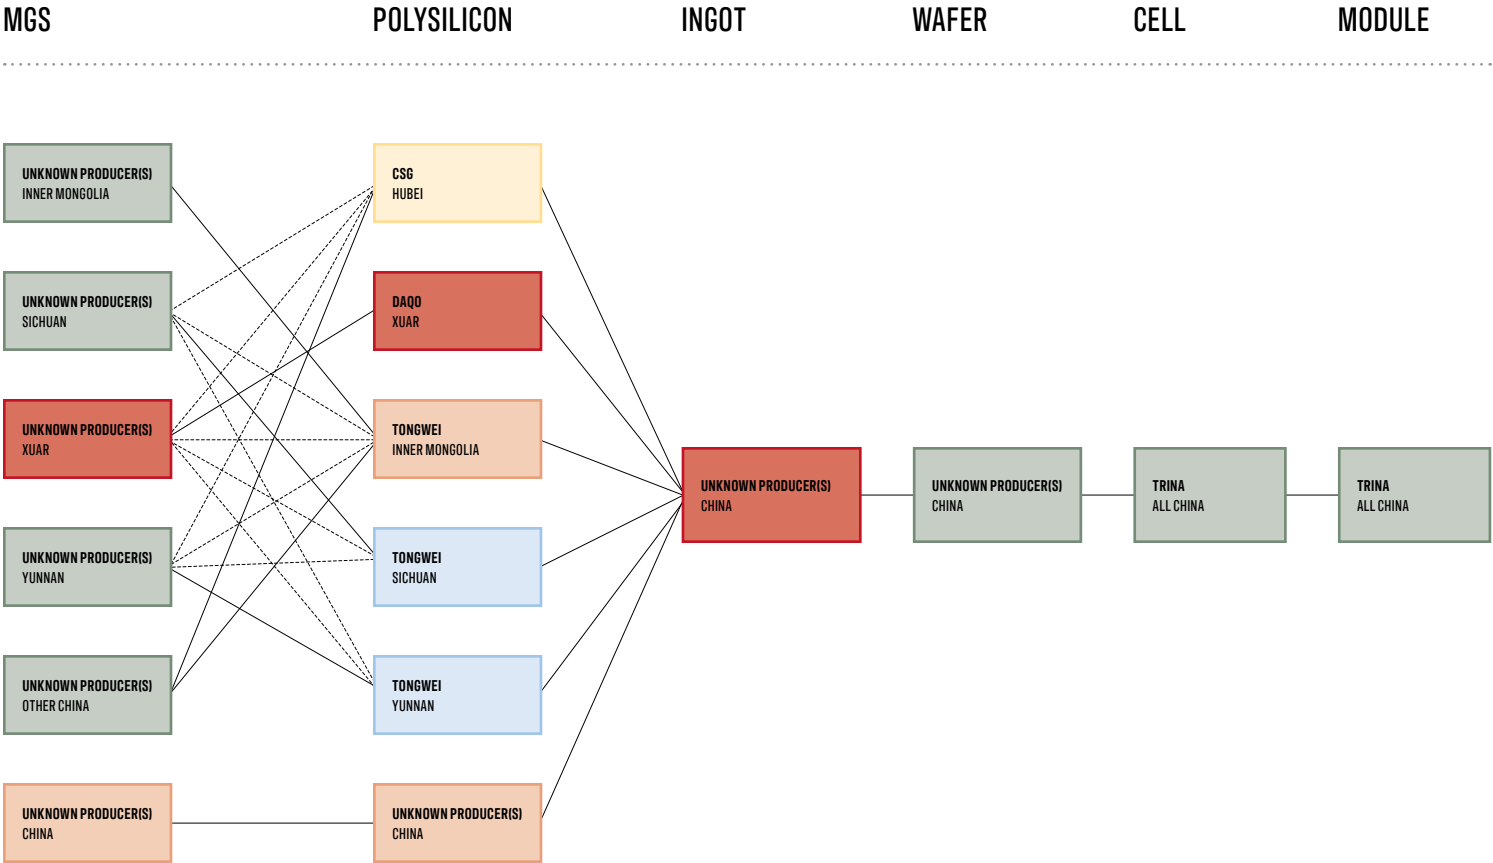 MGS
POLYSILICON
INGOT
WAFER
CELL
MODULE
UNKNOWN PRODUCER(S)
INNER MONGOLIA
UNKNOWN PRODUCER(S)
SICHUAN
UNKNOWN PRODUCER(S)
XUAR
UNKNOWN PRODUCER(S)
YUNNAN
UNKNOWN PRODUCER(S)
OTHER CHINA
UNKNOWN PRODUCER(S)
CHINA
CSG
HUBEI
DAQO
XUAR
TONGWEI
INNER MONGOLIA
TONGWEI
SICHUAN
TONGWEI
YUNNAN
UNKNOWN PRODUCER(S)
CHINA
UNKNOWN PRODUCER(S)
CHINA
UNKNOWN PRODUCER(S)
CHINA
TRINA
ALL CHINA
TRINA
ALL CHINA